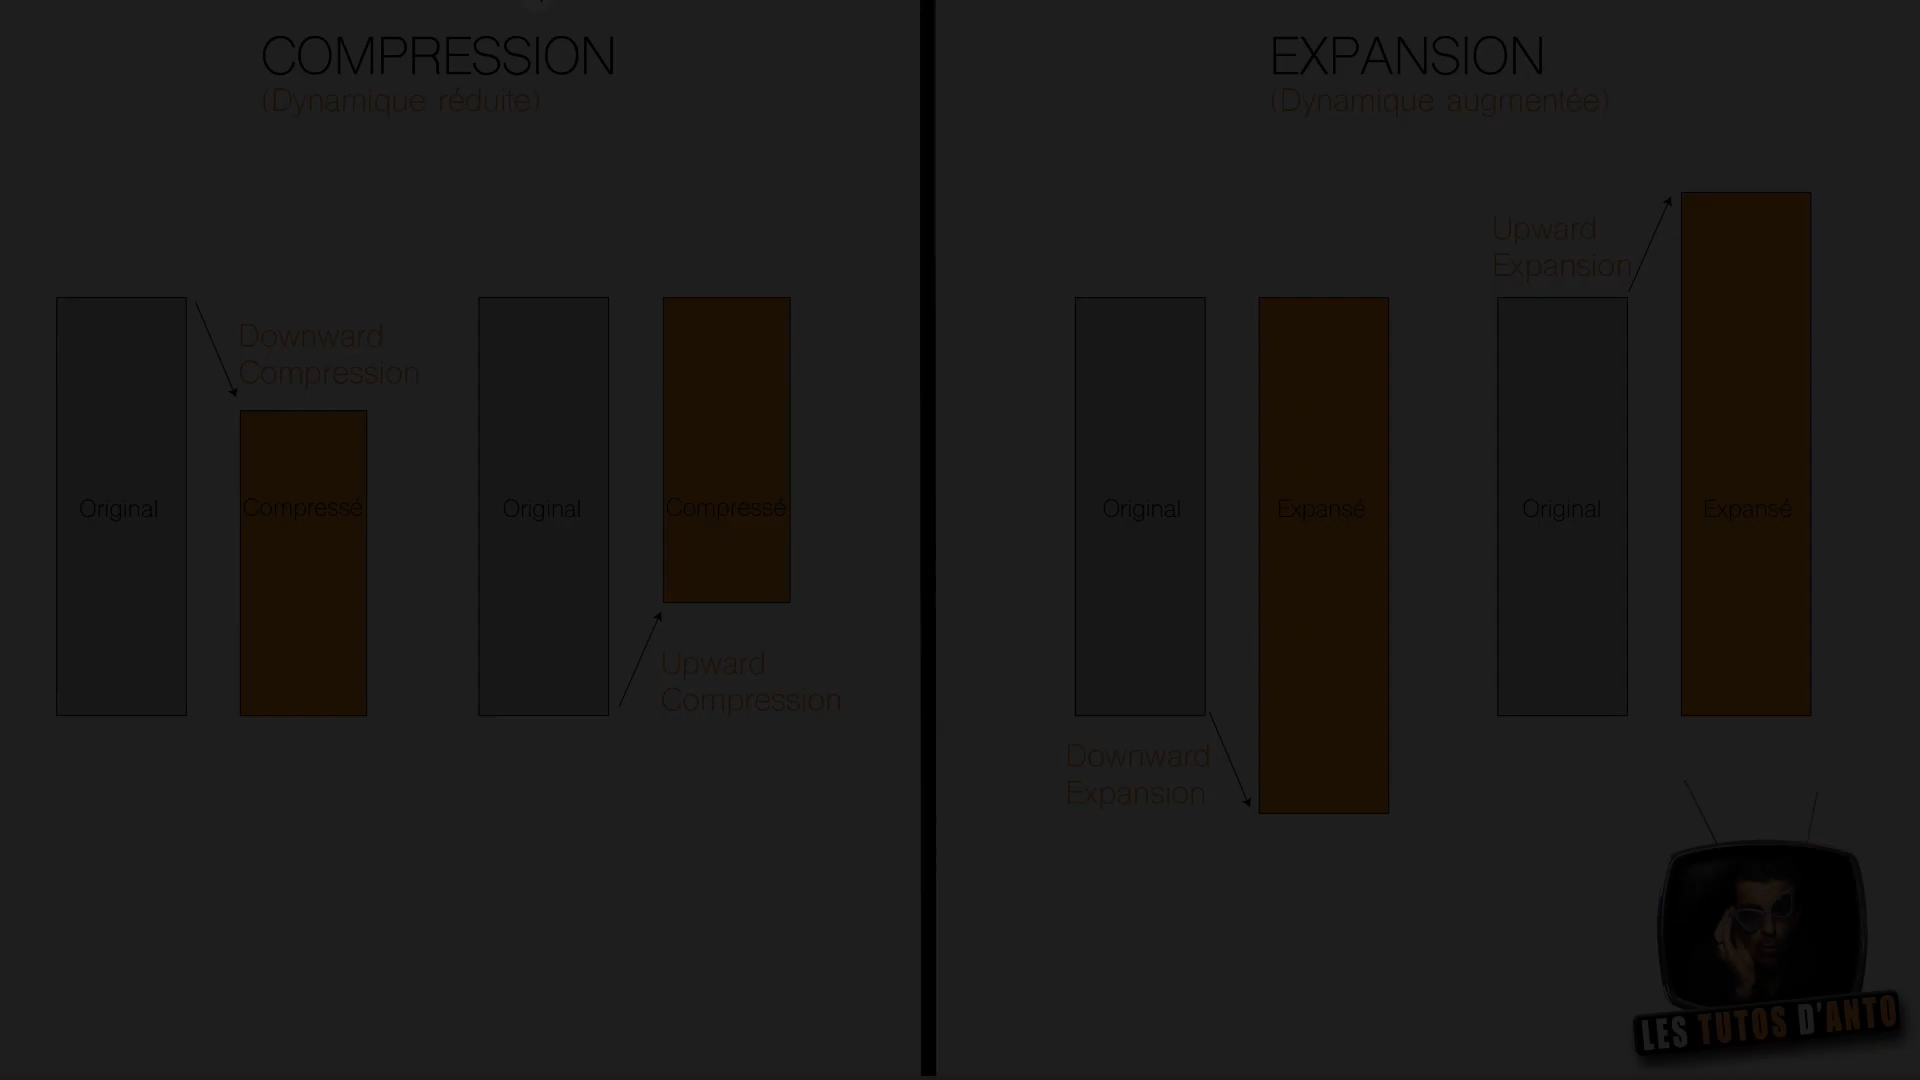 COMPRESSION
(Dynamique réduite)
Downward
Compression
Original
Compressé
Original
Compressé
Upward
Compression
EXPANSION
(Dynamique augmentée)
Upward
Expansion
Original
Expansé
Original
Expansé
Downward
Expansion
LES TUTOS D'ANTO